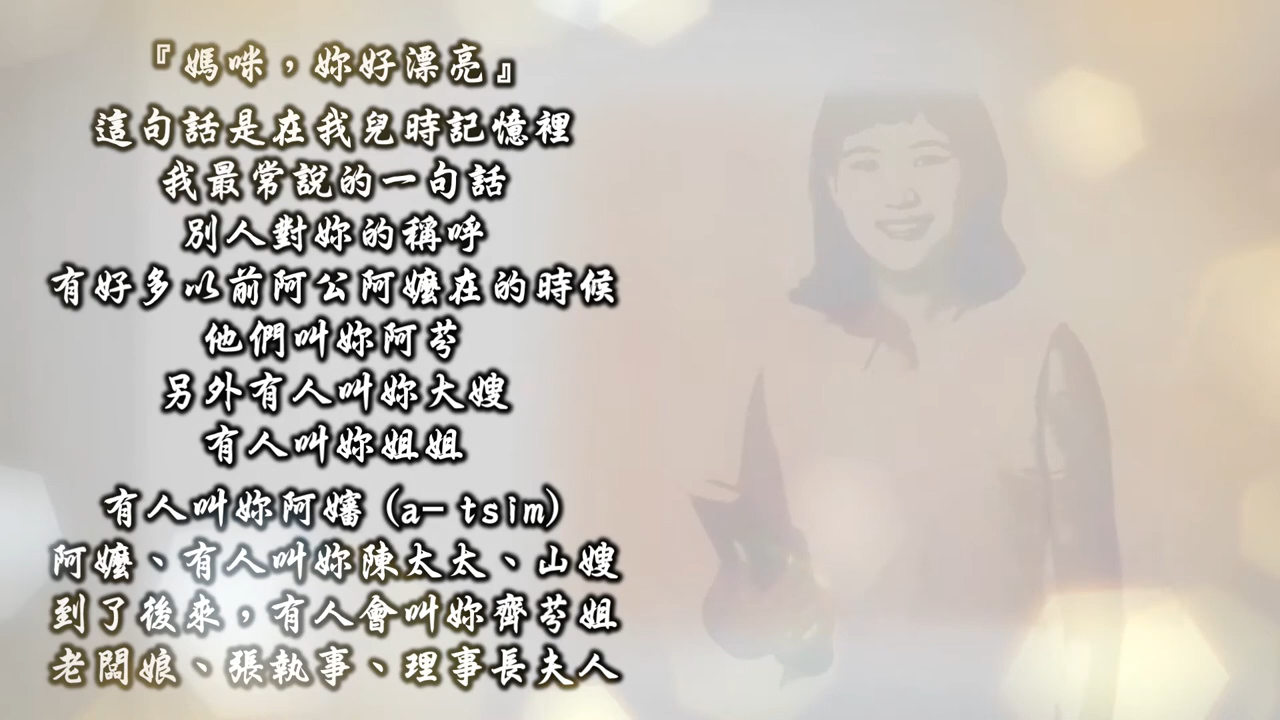 『媽咪，妳好漂亮』
這句話是在我兒時記憶裡
我最常說的一句話
別人對妳的稱呼
有好多以前阿公阿嬤在的時候
他們叫妳阿芩
另外有人叫妳大嫂
有人叫妳姐姐
有人叫妳阿嬸 (a- tsim)
阿嬤、有人叫妳陳太太、山嫂
到了後來，有人會叫妳齊芩姐
老闆娘、張執事、理事長夫人